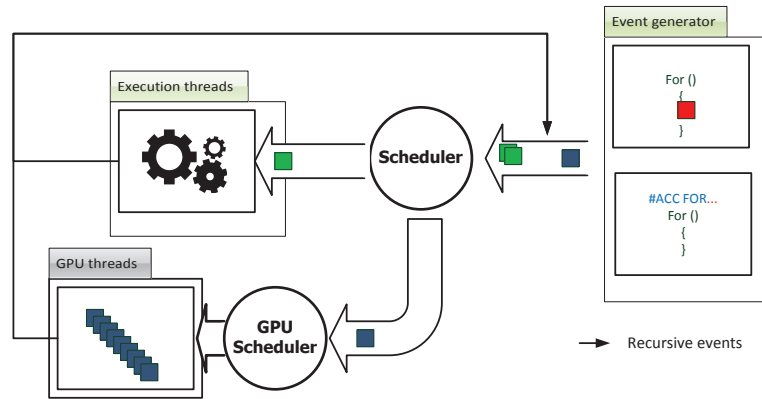 Event generator
For ()
{
}
#ACC FOR...
For ()
{
}
Execution threads
Scheduler
GPU threads
GPU
Scheduler
Recursive events